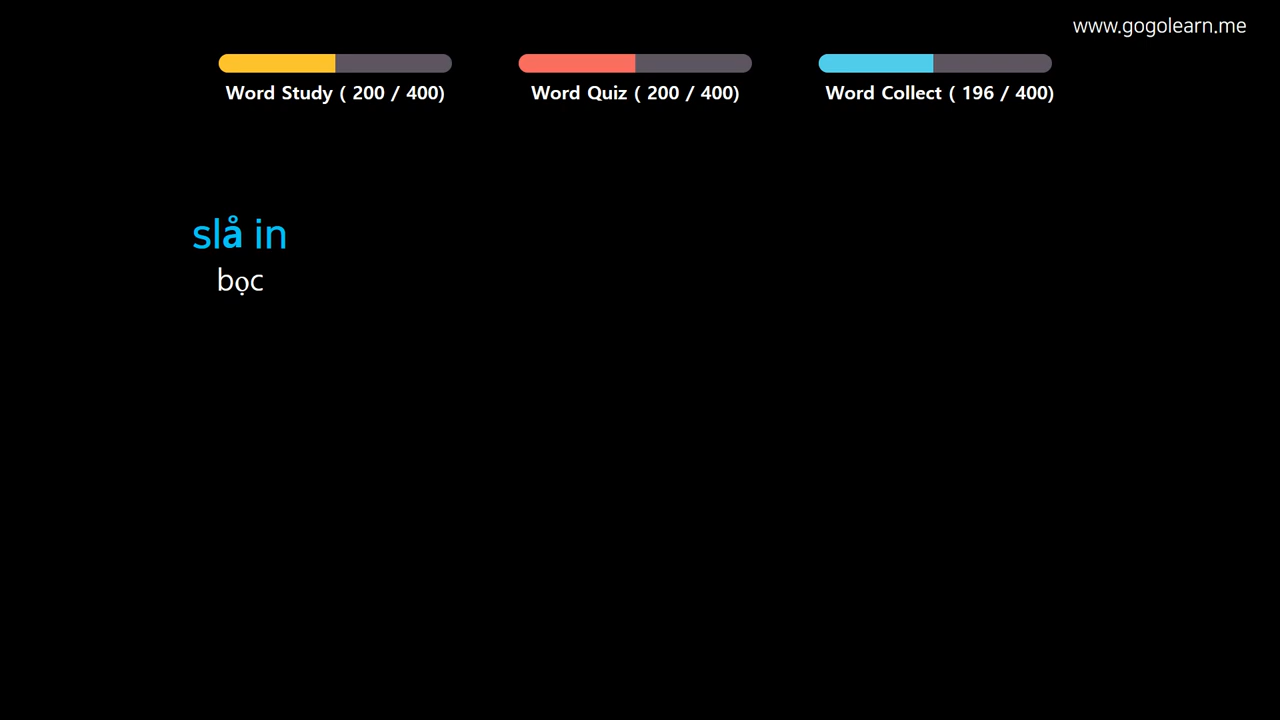 www.gogolearn.me
Word Study ( 200 / 400)
Word Quiz ( 200 / 400)
Word Collect ( 196 / 400)
slå in
bọc